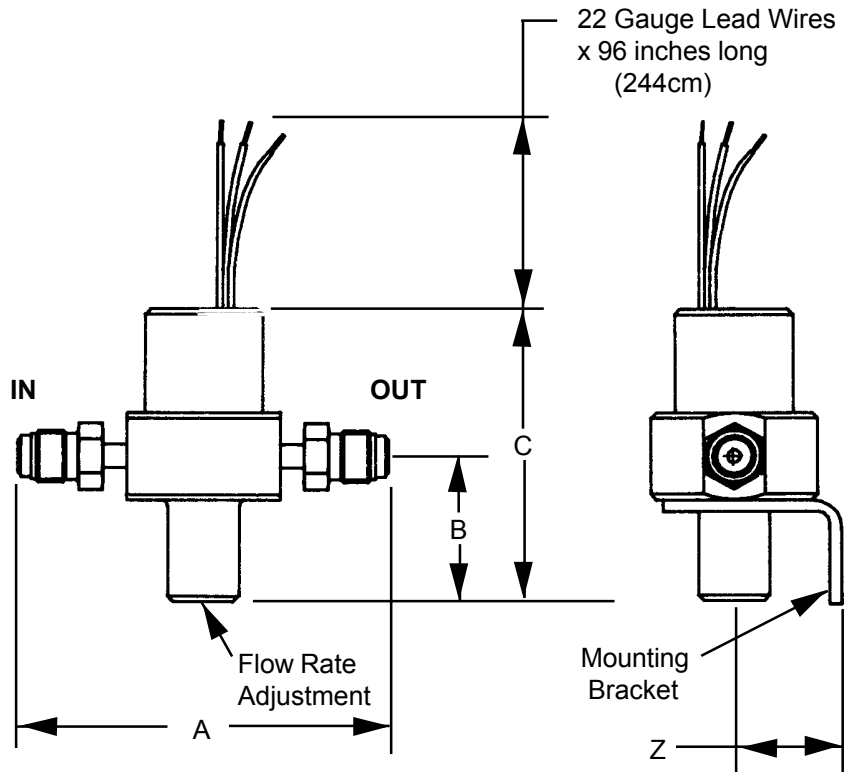 22 Gauge Lead Wires
x 96 inches long
(244cm)
IN
OUT
C
B
Flow Rate
Adjustment
A
Mounting
Bracket
Z